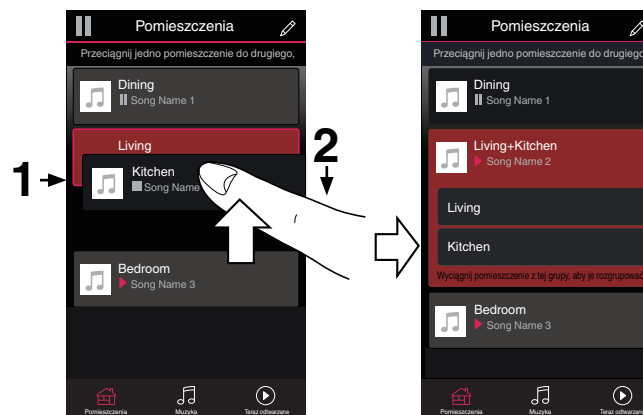 Pomieszczenia
Przeciągnij jedno pomieszczenie do drugiego,
Dining
Song Name 1
Living
Kitchen
Song Name
1
2
Bedroom
Song Name 3
Pomieszczenia
Muzyka
Teraz odtwarzane
Pomieszczenia
Przeciągnij jedno pomieszczenie do drugiego
Dining
Song Name 1
Living+Kitchen
Song Name 2
Living
Kitchen
Wyciągnij pomieszczenie z tej grupy, aby je rozgrupować
Bedroom
Song Name 3
Pomieszczenia
Muzyka
Teraz odtwarzane